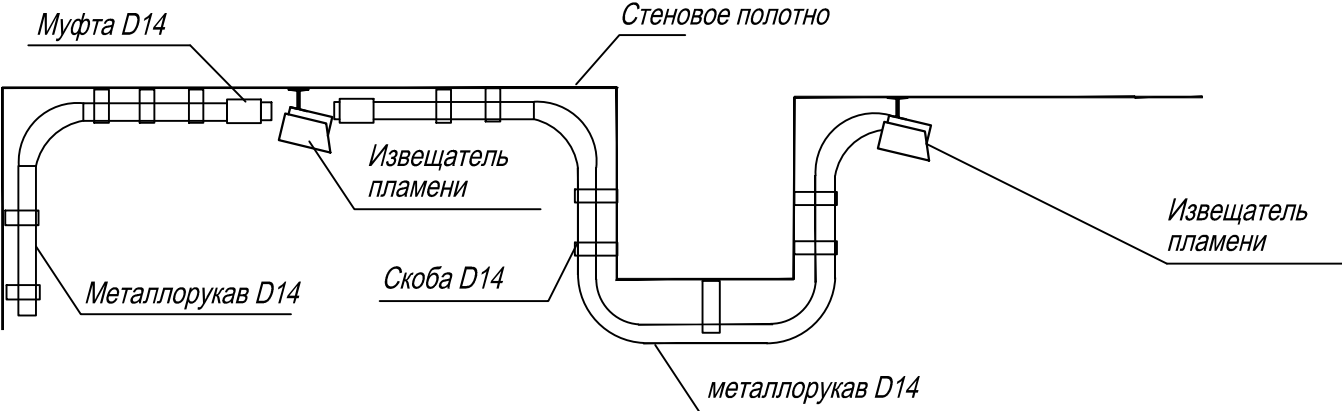 Муфта D14
Стеновое полотно
Извещатель
пламени
Извещатель
пламени
Скоба D14
Металлорукав D14
металлорукав D14